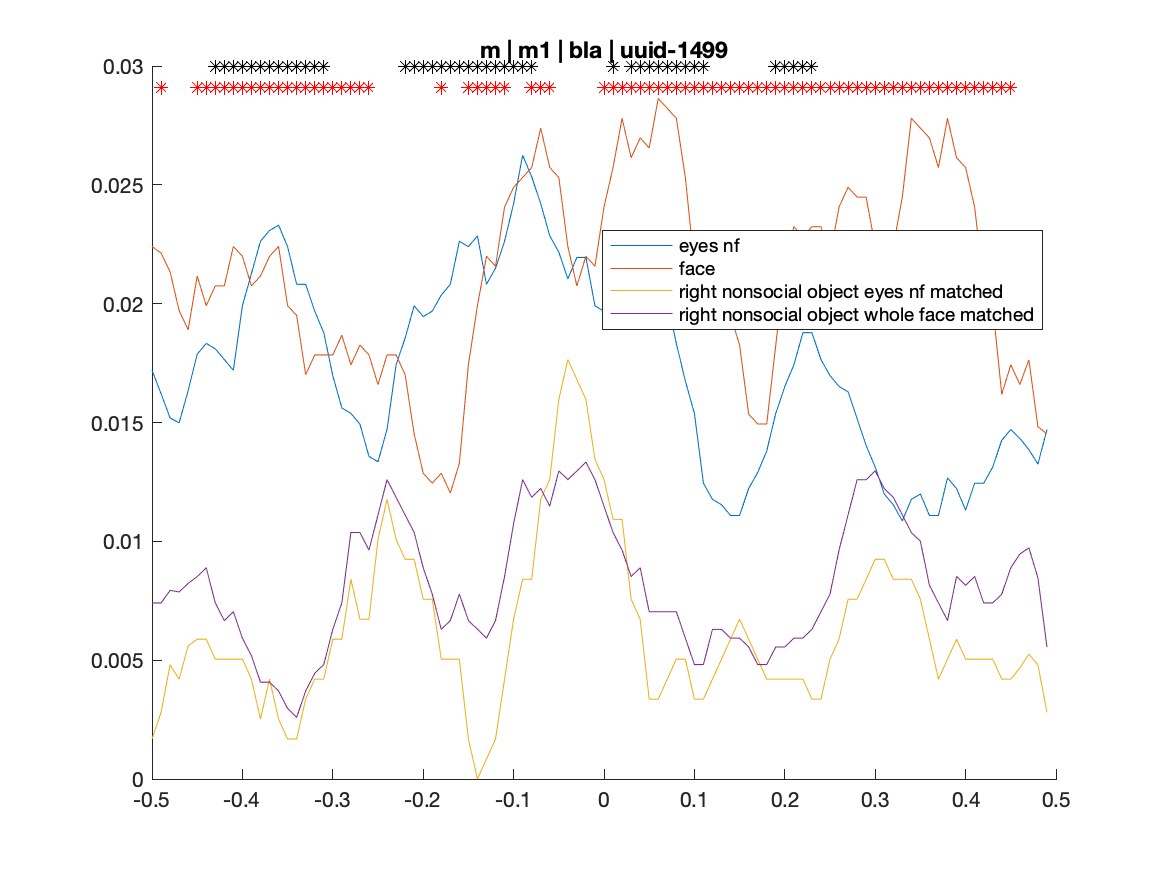 m | m1 | bla | uuid-1499
0.03
0.025
0.02
0.015
0.01
0.005
0
-0.5 -0.4 -0.3 -0.2 -0.1 0 0.1 0.2 0.3 0.4 0.5
eyes nf
face
right nonsocial object eyes nf matched
right nonsocial object whole face matched